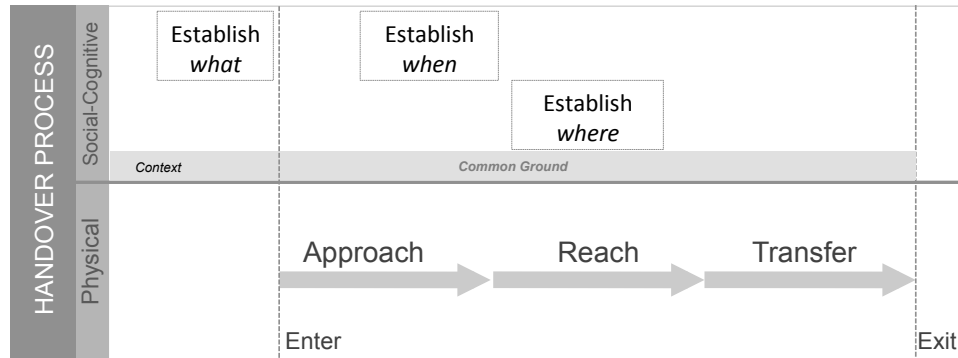 HANDOVER PROCESS
Social-Cognitive
Establish
what
Establish
when
Establish
where
Context
Common Ground
Physical
Approach
Reach
Transfer
Enter
Exit